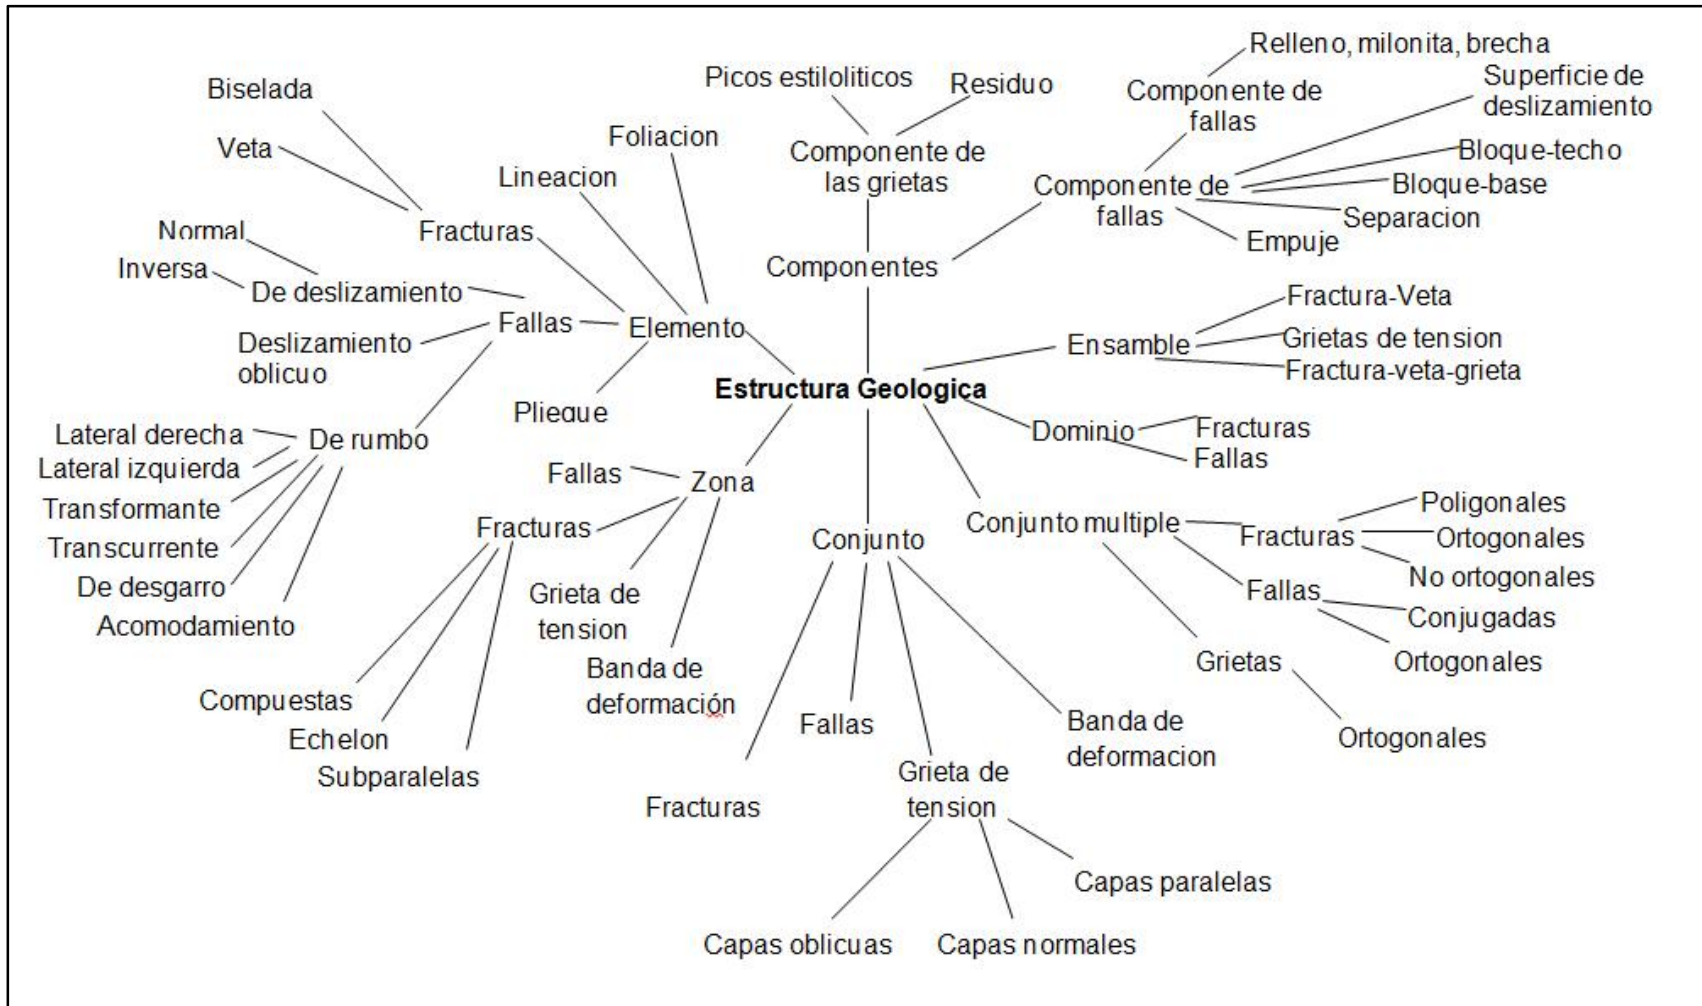 Relleno, milonita, brecha
Picos estiloliticos
Residuo
Superficie de
deslizamiento
Componente de
fallas
Biselada
Foliacion
Veta
Componente de
las grietas
Bloque-techo
Lineacion
Componente de
fallas
Bloque-base
Separacion
Empuje
Normal
Fracturas
Inversa
Componentes
De deslizamiento
Fractura-Veta
Fallas
Elemento
Deslizamiento
oblicuo
Ensamble
Grietas de tension
Fractura-veta-grieta
Estructura Geologica
Plieque
Dominio
Fracturas
Fallas
Lateral derecha
De rumbo
Lateral izquierda
Fallas
Zona
Transformante
Fracturas
Transcurrente
De desgarro
Acomodamiento
Conjunto
Conjunto multiple
Fracturas
Poligonales
Ortogonales
No ortogonales
Fallas
Conjugadas
Ortogonales
Grietas
Ortogonales
Grieta de
tension
Banda de
deformación
Compuestas
Echelon
Subparalelas
Fracturas
Fallas
Grieta de
tension
Banda de
deformacion
Capas paralelas
Capas oblicuas
Capas normales